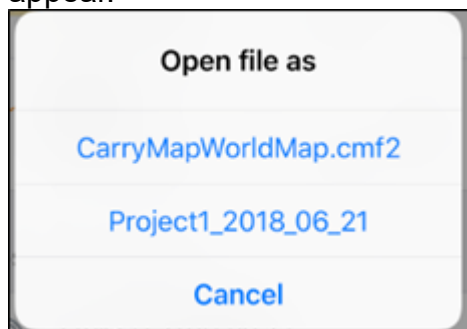 appear.
Open file as
CarryMapWorldMap.cmf2
Project1_2018_06_21
Cancel